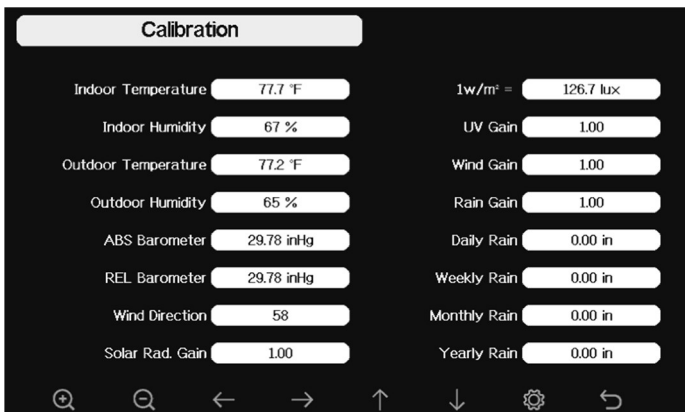 Calibration
Indoor Temperature 77.7 °F
Indoor Humidity 67 %
Outdoor Temperature 77.2 °F
Outdoor Humidity 65 %
ABS Barometer 29.78 inHg
REL Barometer 29.78 inHg
Wind Direction 58
Solar Rad. Gain 1.00
1w/m² = 126.7 lux
UV Gain 1.00
Wind Gain 1.00
Rain Gain 1.00
Daily Rain 0.00 in
Weekly Rain 0.00 in
Monthly Rain 0.00 in
Yearly Rain 0.00 in